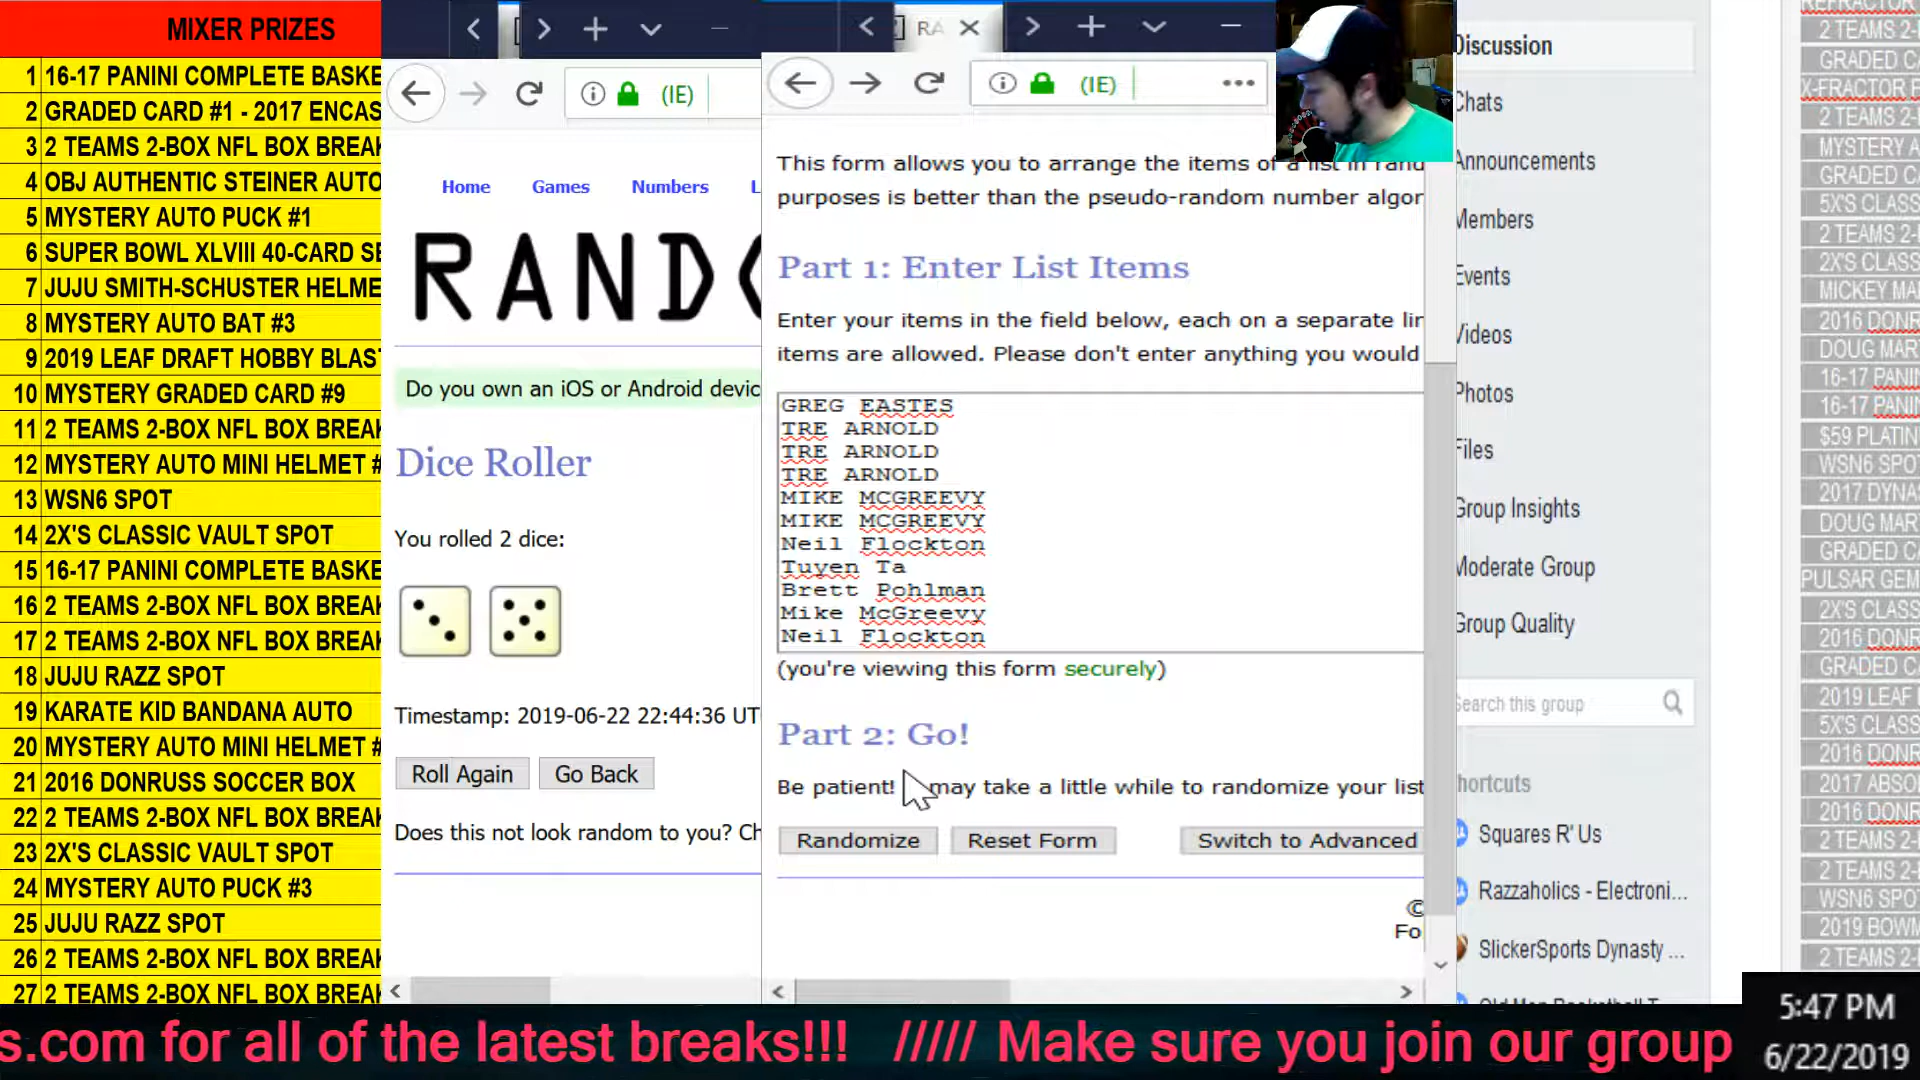 MIXER PRIZES
1 16-17 PANINI COMPLETE BASKE
2 GRADED CARD #1 - 2017 ENCAS
3 2 TEAMS 2-BOX NFL BOX BREAK
4 OBJ AUTHENTIC STEINER AUTO
5 MYSTERY AUTO PUCK #1
6 SUPER BOWL XLVIII 40-CARD SE
7 JUJU SMITH-SCHUSTER HELME
8 MYSTERY AUTO BAT #3
9 2019 LEAF DRAFT HOBBY BLAST
10 MYSTERY GRADED CARD #9
11 2 TEAMS 2-BOX NFL BOX BREAK
12 MYSTERY AUTO MINI HELMET #
13 WSN6 SPOT
14 2X'S CLASSIC VAULT SPOT
15 16-17 PANINI COMPLETE BASKE
16 2 TEAMS 2-BOX NFL BOX BREAK
17 2 TEAMS 2-BOX NFL BOX BREAK
18 JUJU RAZZ SPOT
19 KARATE KID BANDANA AUTO
20 MYSTERY AUTO MINI HELMET #
21 2016 DONRUSS SOCCER BOX
22 2 TEAMS 2-BOX NFL BOX BREAK
23 2X'S CLASSIC VAULT SPOT
24 MYSTERY AUTO PUCK #3
25 JUJU RAZZ SPOT
26 2 TEAMS 2-BOX NFL BOX BREAK
27 2 TEAMS 2-BOX NFL BOX BREAK
(IE)
Home Games Numbers L
RANDO
Do you own an iOS or Android devic
Dice Roller
You rolled 2 dice:
Timestamp: 2019-06-22 22:44:36 UT
Roll Again Go Back
Does this not look random to you? Ch
RA
(IE)
This form allows you to arrange the items of a list in rand
purposes is better than the pseudo-random number algor
Part 1: Enter List Items
Enter your items in the field below, each on a separate lin
items are allowed. Please don't enter anything you would
GREG EASTES
TRE ARNOLD
TRE ARNOLD
TRE ARNOLD
MIKE MCGREEVY
MIKE MCGREEVY
Neil Flockton
Tuyen Ta
Brett Pohlman
Mike McGreevy
Neil Flockton
(you're viewing this form securely)
Part 2: Go!
Be patient! may take a little while to randomize your list
Randomize Reset Form Switch to Advanced
©
Fo
Discussion
Chats
Announcements
Members
Events
Videos
Photos
Files
Group Insights
Moderate Group
Group Quality
Search this group
hortcuts
Squares R' Us
Razzaholics - Electroni...
SlickerSports Dynasty ...
REFRACTOR
2 TEAMS 2-
GRADED C
X-FRACTOR F
2 TEAMS 2-
MYSTERY A
GRADED CA
5X'S CLASS
2 TEAMS 2-
2X'S CLASS
MICKEY MA
2016 DONR
DOUG MAR
16-17 PANIN
16-17 PANIN
$59 PLATIN
WSN6 SPO
2017 DYNA
DOUG MAR
GRADED C
PULSAR GEM
2X'S CLASS
2016 DONR
GRADED CA
2019 LEAF
5X'S CLASS
2016 DONR
2017 ABSO
2016 DONR
2 TEAMS 2-
2 TEAMS 2-
WSN6 SPO
2019 BOWM
2 TEAMS 2-
s.com for all of the latest breaks!!! ///// Make sure you join our group
5:47 PM
6/22/2019